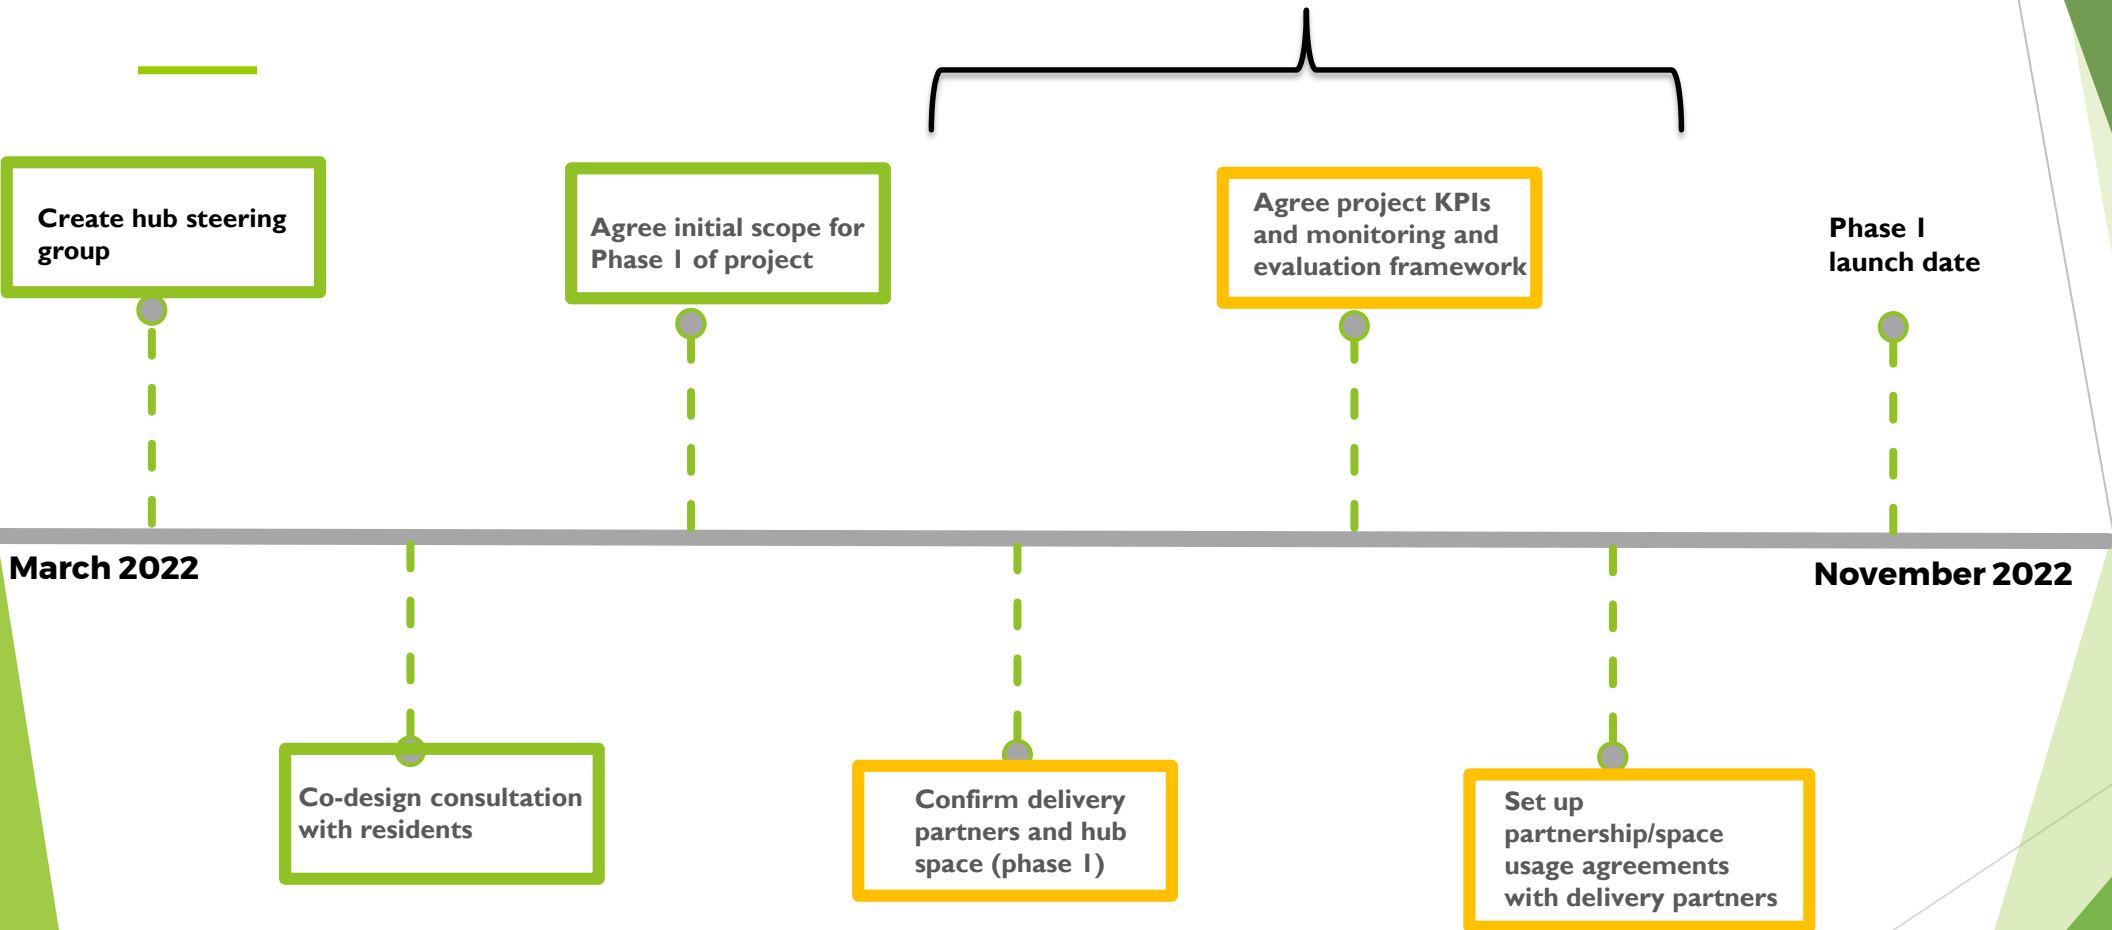 Create hub steering
group
Agree initial scope for
Phase 1 of project
Agree project KPIs
and monitoring and
evaluation framework
Phase 1
launch date
March 2022
November 2022
Co-design consultation
with residents
Confirm delivery
partners and hub
space (phase 1)
Set up
partnership/space
usage agreements
with delivery partners